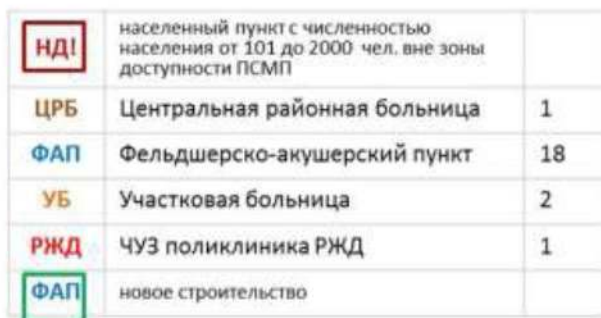 НД! населенный пункт с численностью
населения от 101 до 2000 чел. вне зоны
доступности ПСМП
ЦРБ Центральная районная больница 1
ФАП Фельдшерско-акушерский пункт 18
УБ Участковая больница 2
РЖД ЧУЗ поликлиника РЖД 1
ФАП новое строительство